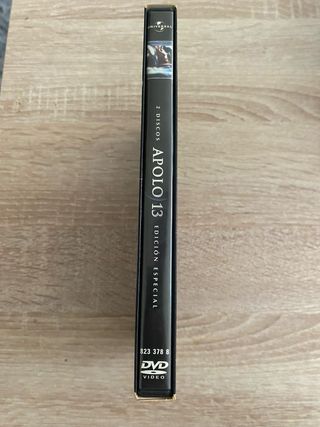 UNIVERSAL
2 DISCOS
APOLO 13
EDICIÓN ESPECIAL
823 378 8
DVD
VIDEO